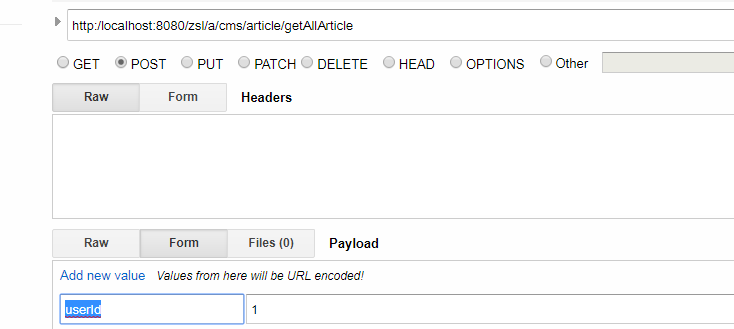 http:/localhost:8080/zsl/a/cms/article/getAllArticle
GET POST PUT PATCH DELETE HEAD OPTIONS Other
Raw Form Headers
Raw Form Files (0) Payload
Add new value Values from here will be URL encoded!
userId 1